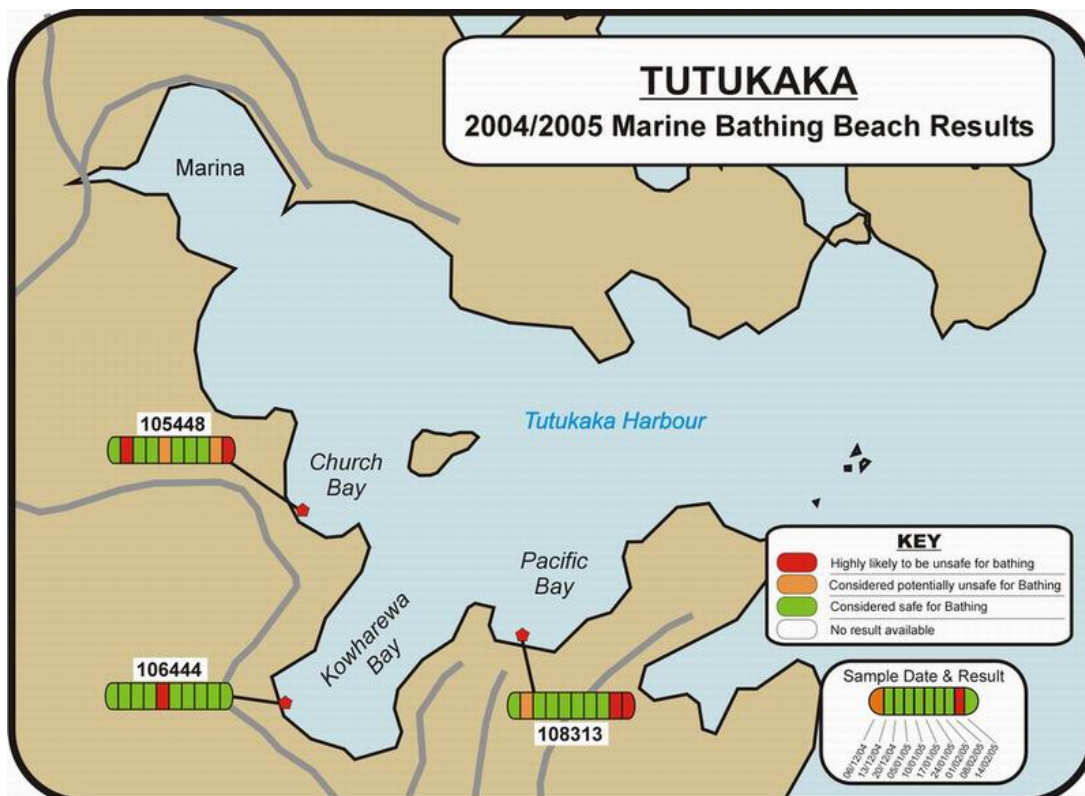 TUTUKAKA
2004/2005 Marine Bathing Beach Results
Marina
Tutukaka Harbour
105448
Church
Bay
Pacific
Bay
Kowharewa
Bay
106444
108313
KEY
Highly likely to be unsafe for bathing
Considered potentially unsafe for Bathing
Considered safe for Bathing
No result available
Sample Date & Result
06/12/04
13/12/04
20/12/04
05/01/05
10/01/05
17/01/05
24/01/05
01/02/05
08/02/05
14/02/05